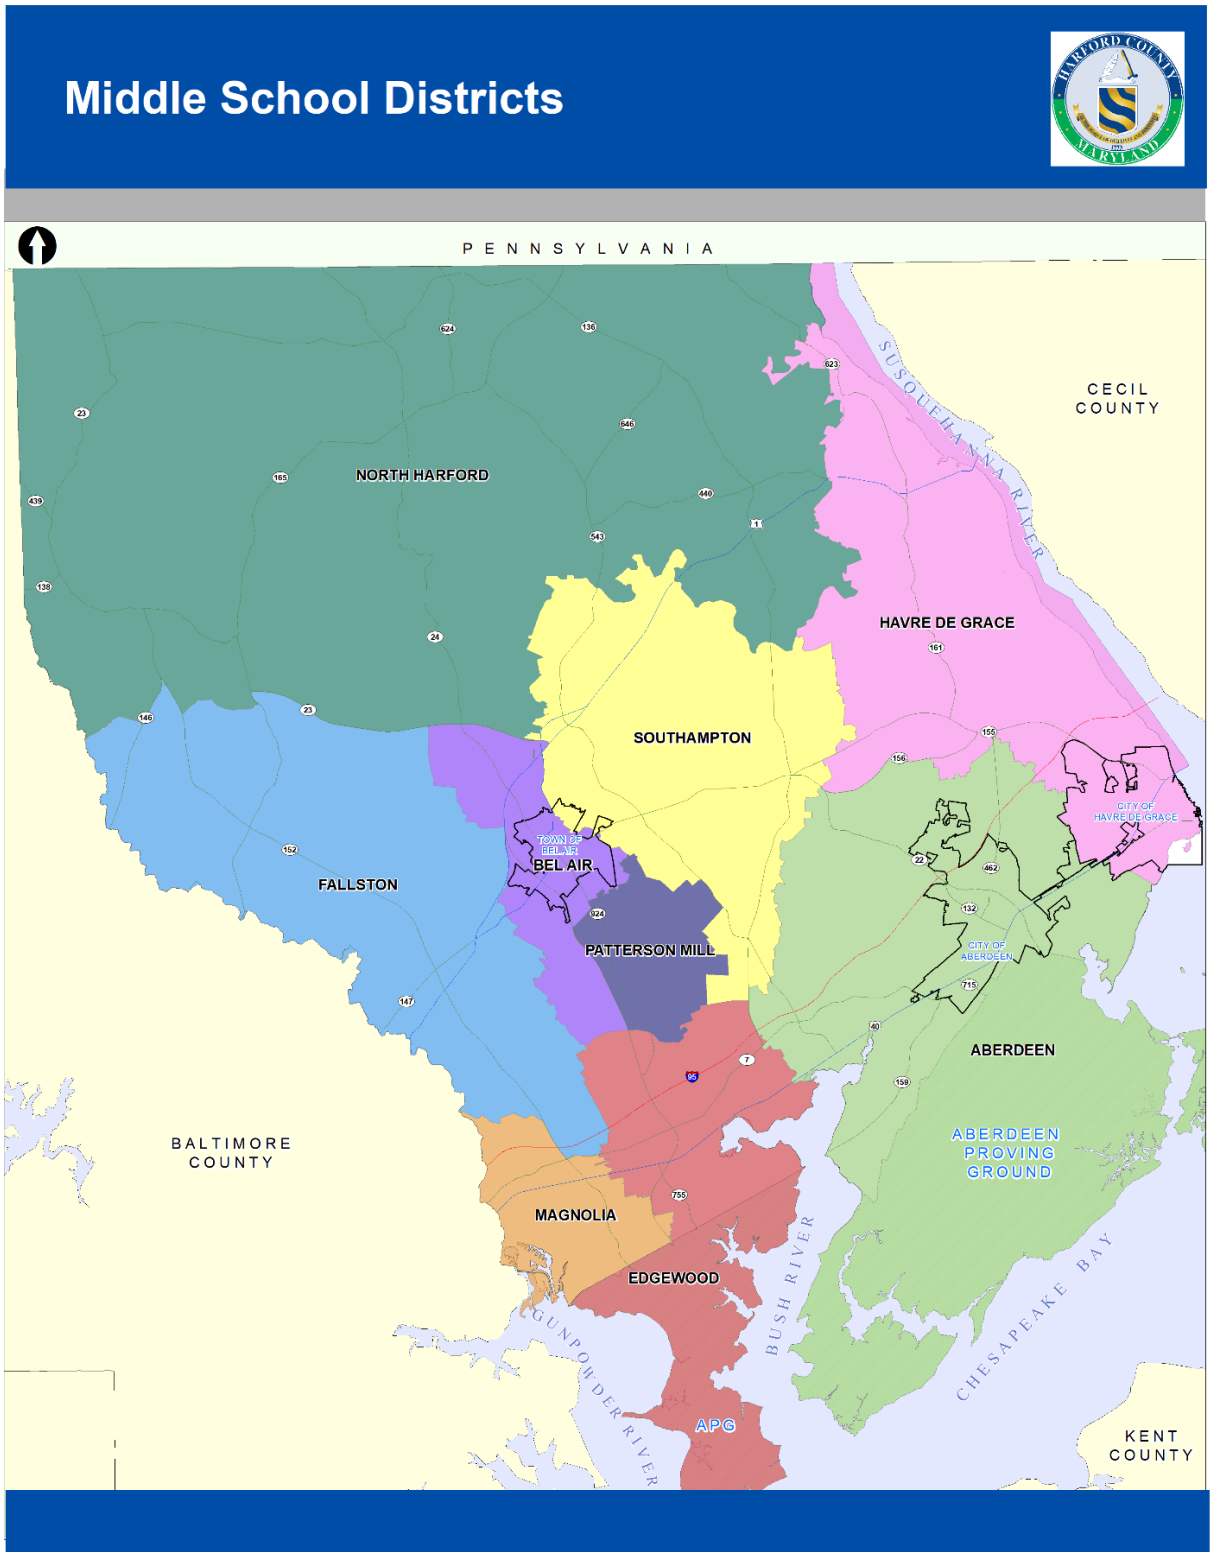 Middle School Districts
HARFORD COUNTY
MARYLAND
1773
PENNSYLVANIA
624
136
623
SUSQUEHANNA RIVER
CECIL
COUNTY
23
646
NORTH HARFORD
165
440
439
1
543
138
HAVRE DE GRACE
24
161
23
146
155
SOUTHAMPTON
156
CITY OF
HAVRE DE GRACE
TOWN OF
BEL AIR
152
BEL AIR
22
462
FALLSTON
924
132
PATTERSON MILL
CITY OF
ABERDEEN
715
147
40
ABERDEEN
7
95
159
BALTIMORE
COUNTY
ABERDEEN
PROVING
GROUND
755
MAGNOLIA
EDGEWOOD
BUSH RIVER
CHESAPEAKE BAY
GUNPOWDER RIVER
APG
KENT
COUNTY